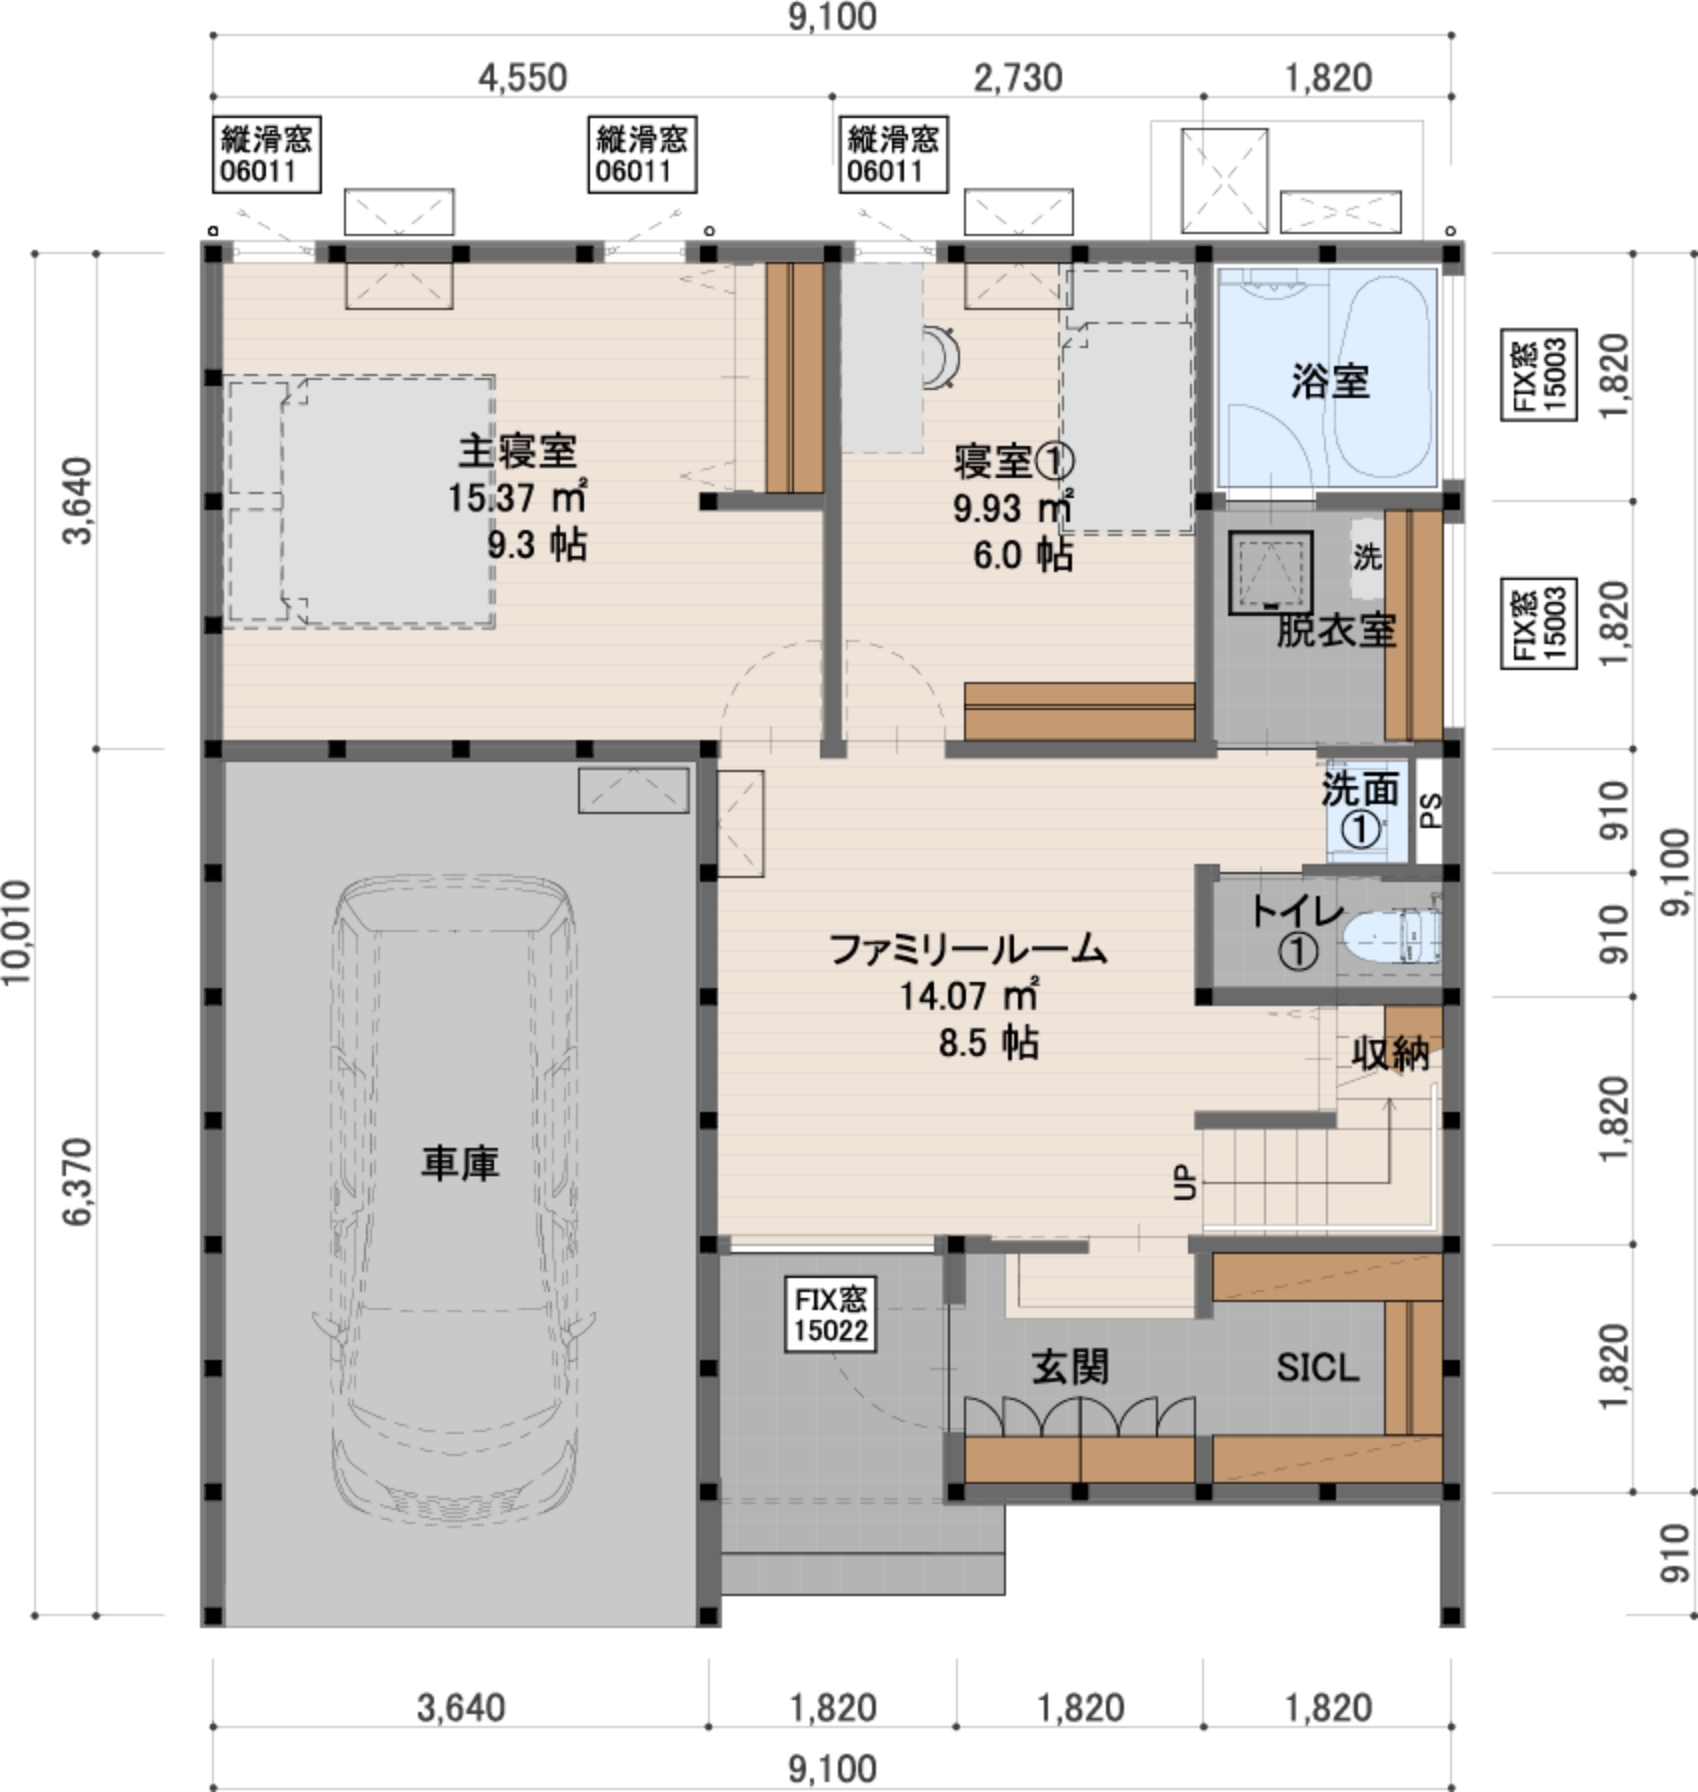 9,100
4,550
2,730
1,820
縦滑窓
06011
縦滑窓
06011
縦滑窓
06011
浴室
FIX窓
15003
1,820
主寝室
15.37 ㎡
9.3 帖
寝室①
9.93 ㎡
6.0 帖
3,640
洗
脱衣室
FIX窓
15003
1,820
洗面
①
PS
910
9,100
トイレ
①
910
10,010
ファミリールーム
14.07 ㎡
8.5 帖
収納
1,820
車庫
6,370
UP
FIX窓
15022
玄関
SICL
1,820
910
3,640
1,820
1,820
1,820
9,100